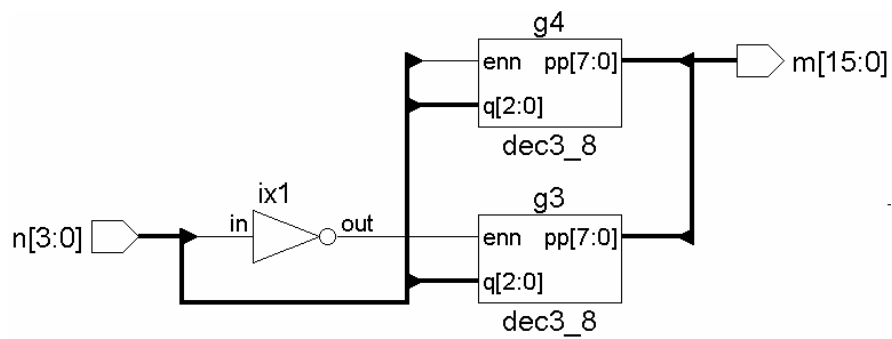 g4
enn pp[7:0]
m[15:0]
q[2:0]
dec3_8
ix1
g3
in
out
n[3:0]
enn pp[7:0]
q[2:0]
dec3_8